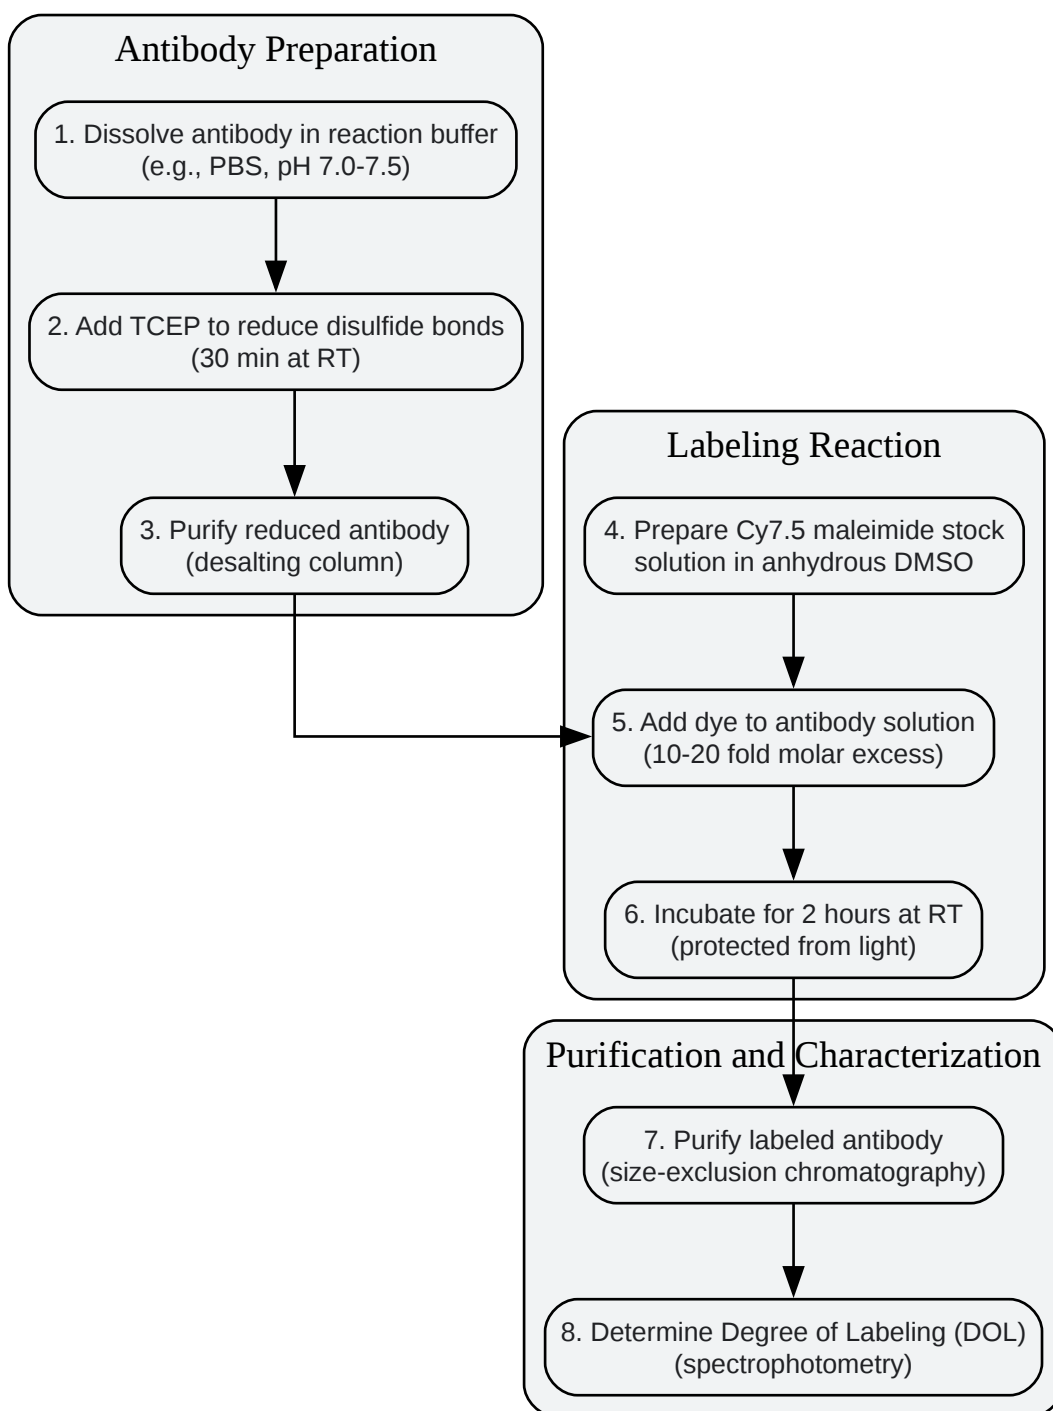 Antibody Preparation
1. Dissolve antibody in reaction buffer
(e.g., PBS, pH 7.0-7.5)
2. Add TCEP to reduce disulfide bonds
(30 min at RT)
3. Purify reduced antibody
(desalting column)
Labeling Reaction
4. Prepare Cy7.5 maleimide stock
solution in anhydrous DMSO
5. Add dye to antibody solution
(10-20 fold molar excess)
6. Incubate for 2 hours at RT
(protected from light)
Purification and Characterization
7. Purify labeled antibody
(size-exclusion chromatography)
8. Determine Degree of Labeling (DOL)
(spectrophotometry)